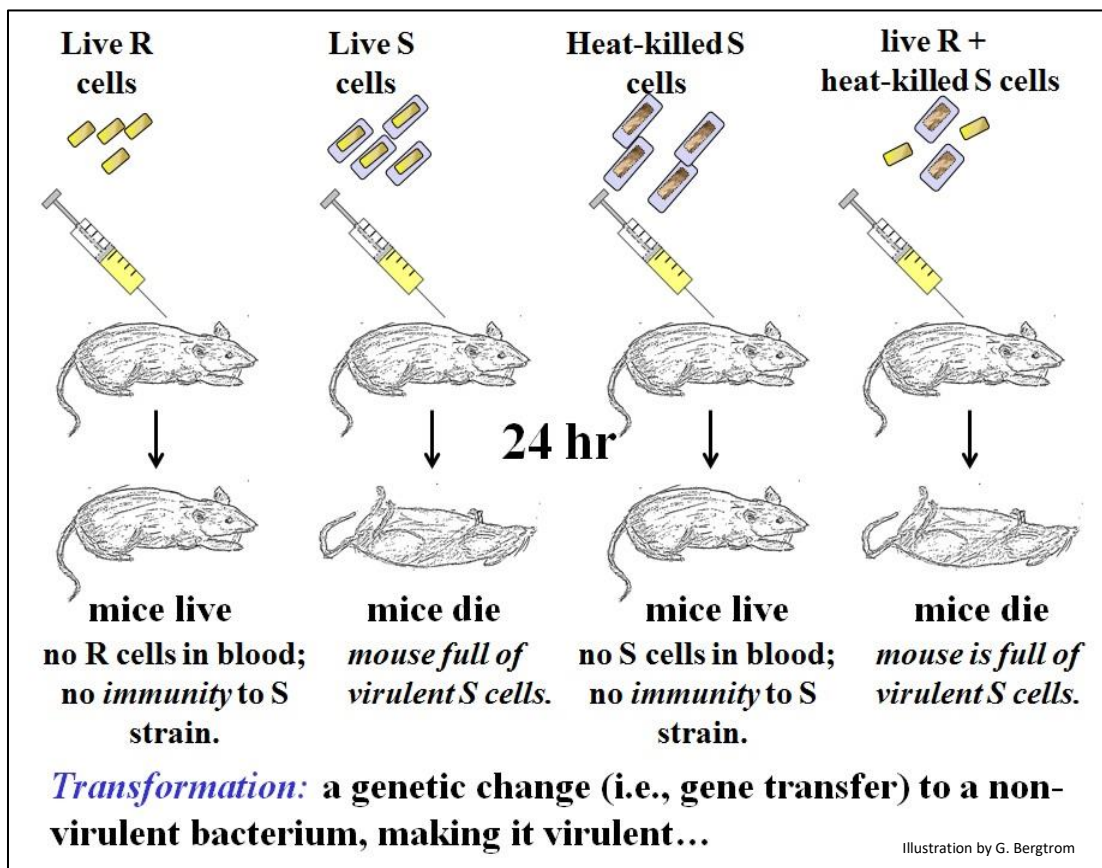 Live R
cells
Live S
cells
Heat-killed S
cells
live R +
heat-killed S cells
24 hr
mice live
no R cells in blood;
no immunity to S
strain.
mice die
mouse full of
virulent S cells.
mice live
no S cells in blood;
no immunity to S
strain.
mice die
mouse is full of
virulent S cells.
Transformation: a genetic change (i.e., gene transfer) to a non-
virulent bacterium, making it virulent…
Illustration by G. Bergtrom